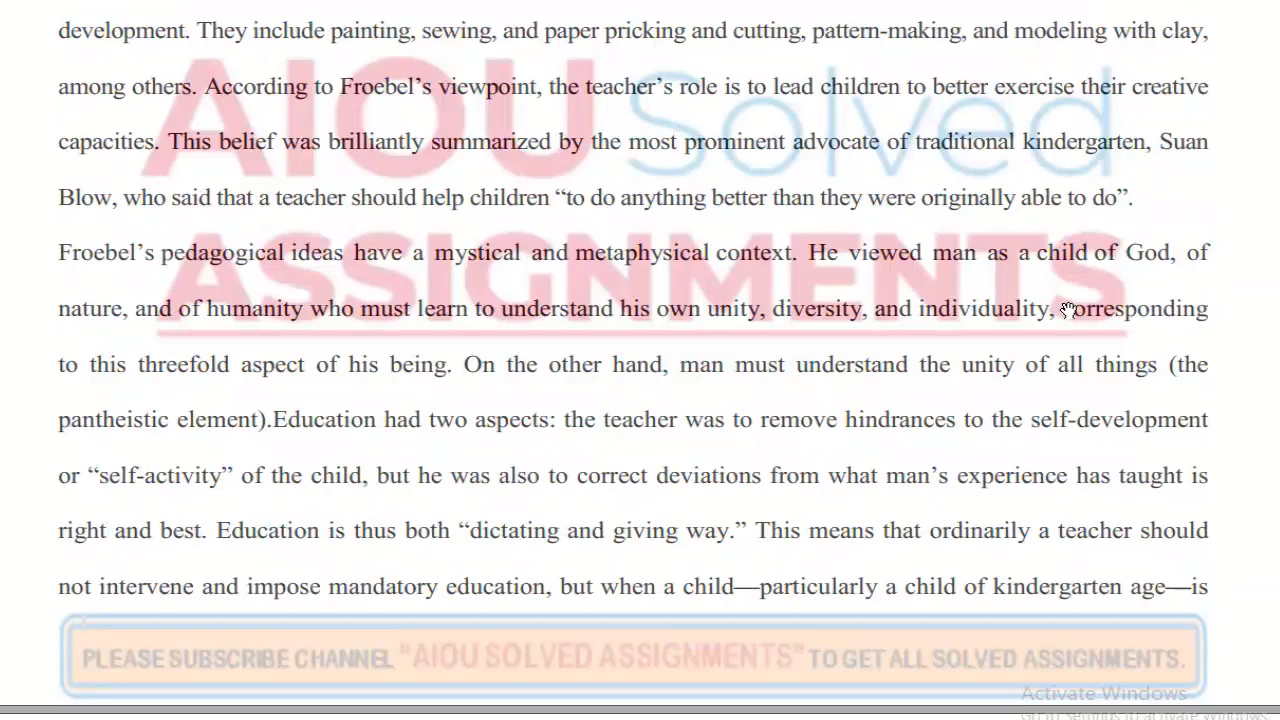 development. They include painting, sewing, and paper pricking and cutting, pattern-making, and modeling with clay,
among others. According to Froebel’s viewpoint, the teacher’s role is to lead children to better exercise their creative
capacities. This belief was brilliantly summarized by the most prominent advocate of traditional kindergarten, Suan
Blow, who said that a teacher should help children “to do anything better than they were originally able to do”.
Froebel’s pedagogical ideas have a mystical and metaphysical context. He viewed man as a child of God, of
nature, and of humanity who must learn to understand his own unity, diversity, and individuality, corresponding
to this threefold aspect of his being. On the other hand, man must understand the unity of all things (the
pantheistic element).Education had two aspects: the teacher was to remove hindrances to the self-development
or “self-activity” of the child, but he was also to correct deviations from what man’s experience has taught is
right and best. Education is thus both “dictating and giving way.” This means that ordinarily a teacher should
not intervene and impose mandatory education, but when a child—particularly a child of kindergarten age—is
AIOU Solved
ASSIGNMENTS
PLEASE SUBSCRIBE CHANNEL "AIOU SOLVED ASSIGNMENTS" TO GET ALL SOLVED ASSIGNMENTS.
Activate Windows
Go to Settings to activate Windows.